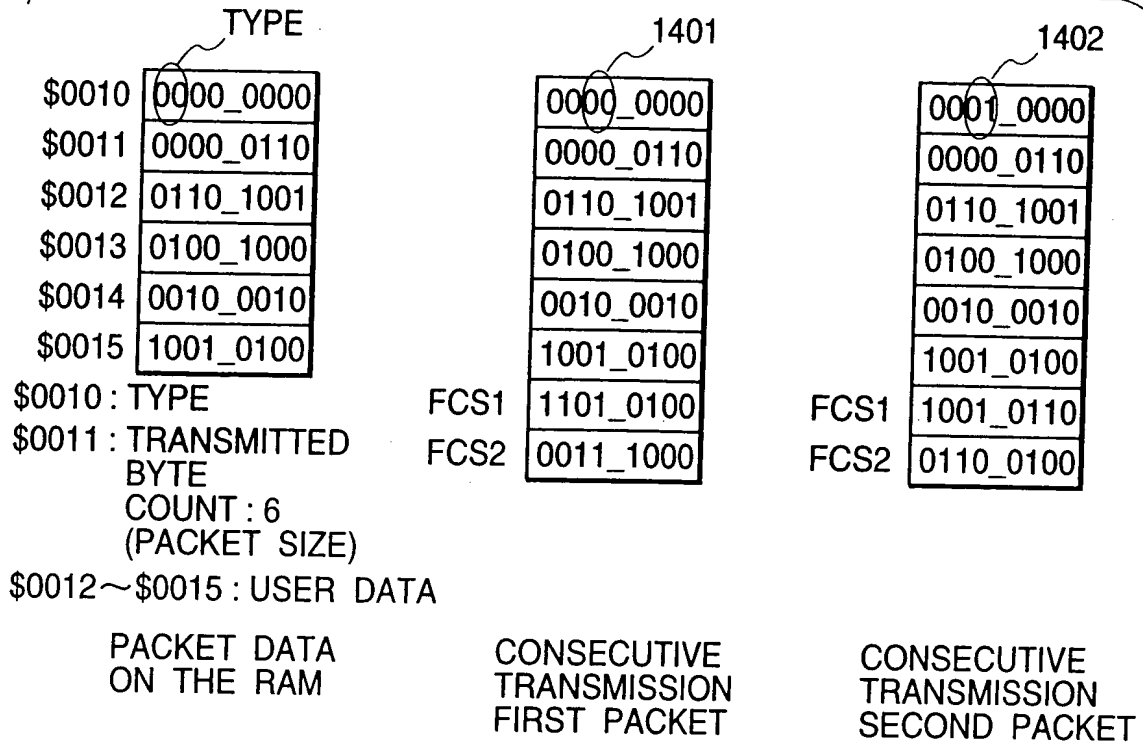 TYPE
$0010 0000_0000
$0011 0000_0110
$0012 0110_1001
$0013 0100_1000
$0014 0010_0010
$0015 1001_0100
$0010 : TYPE
$0011 : TRANSMITTED
BYTE
COUNT : 6
(PACKET SIZE)
$0012~$0015 : USER DATA
PACKET DATA
ON THE RAM
1401
0000_0000
0000_0110
0110_1001
0100_1000
0010_0010
1001_0100
FCS1 1101_0100
FCS2 0011_1000
CONSECUTIVE
TRANSMISSION
FIRST PACKET
1402
0001_0000
0000_0110
0110_1001
0100_1000
0010_0010
1001_0100
FCS1 1001_0110
FCS2 0110_0100
CONSECUTIVE
TRANSMISSION
SECOND PACKET